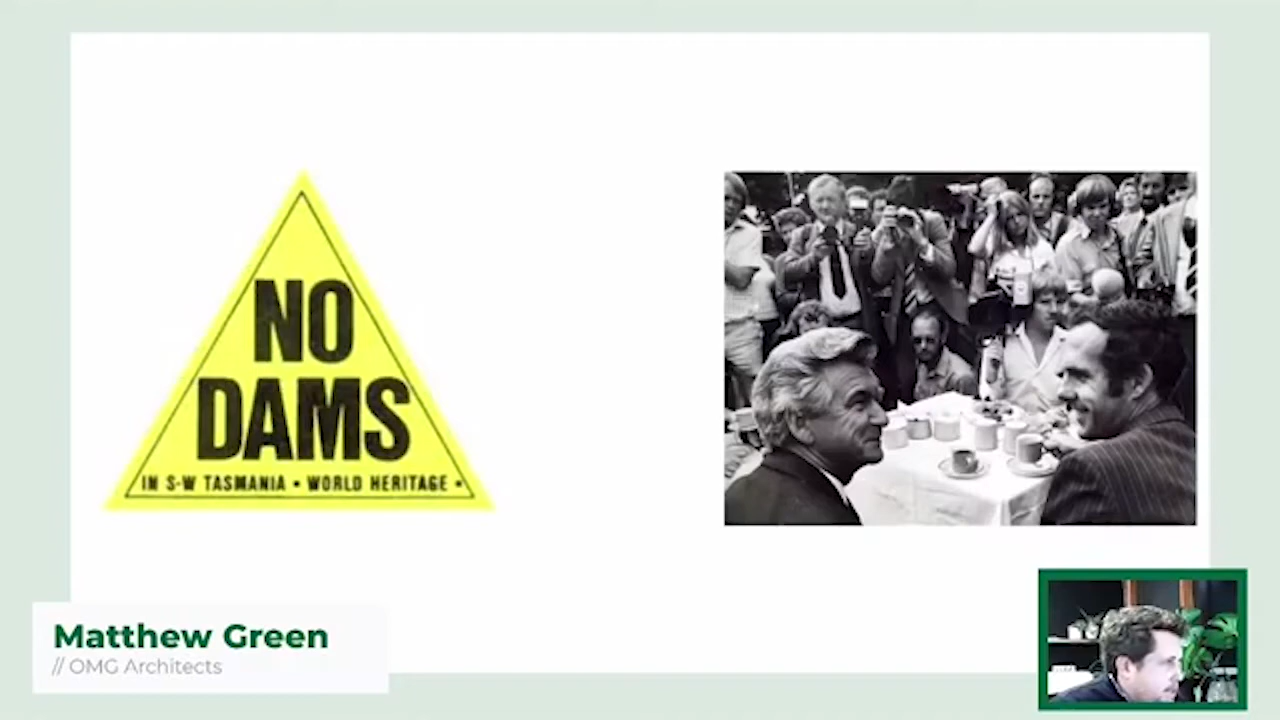 NO
DAMS
IN S-W TASMANIA • WORLD HERITAGE •
Matthew Green
// OMG Architects